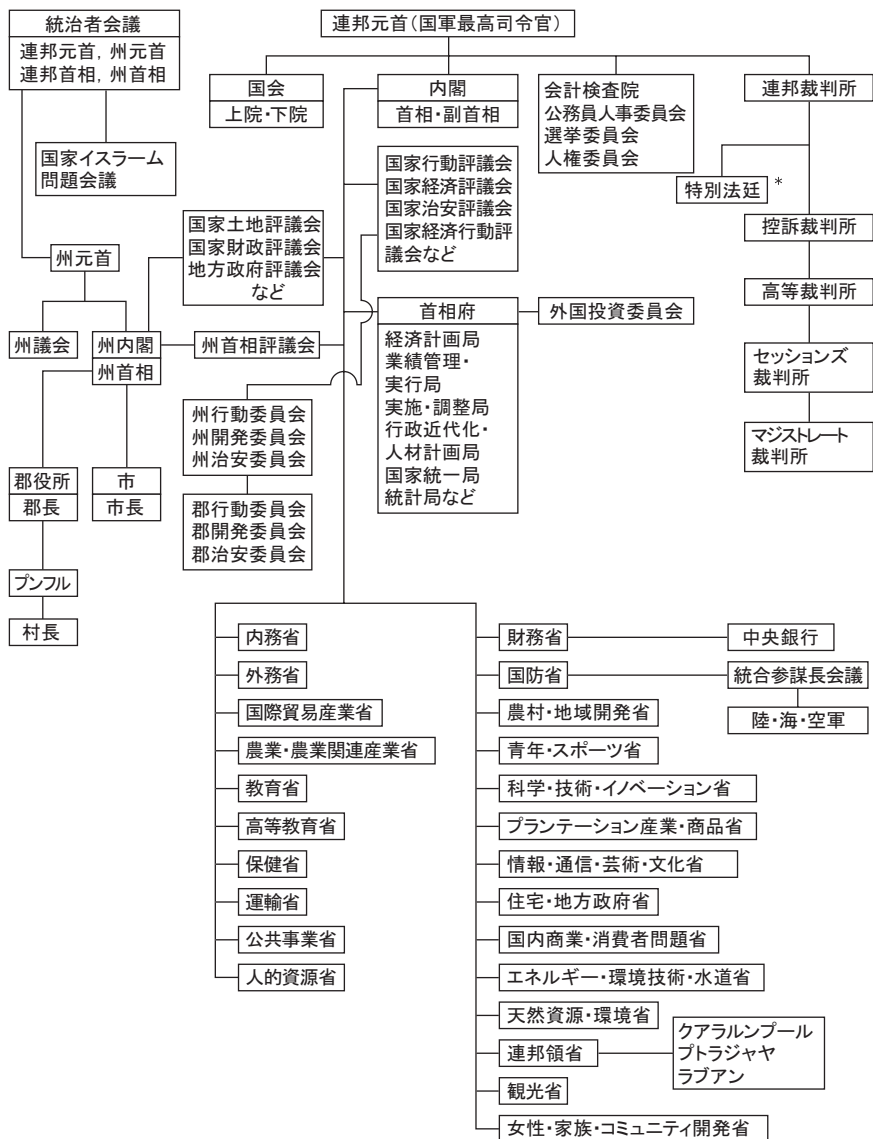 統治者会議
連邦元首, 州元首
連邦首相, 州首相
国家イスラーム
問題会議
連邦元首(国軍最高司令官)
国会
上院・下院
内閣
首相・副首相
会計検査院
公務員人事委員会
選挙委員会
人権委員会
連邦裁判所
特別法廷 *
控訴裁判所
高等裁判所
セッションズ
裁判所
マジストレート
裁判所
国家行動評議会
国家経済評議会
国家治安評議会
国家経済行動評
議会など
国家土地評議会
国家財政評議会
地方政府評議会
など
州元首
州議会
州内閣
州首相
州首相評議会
首相府
経済計画局
業績管理・
実行局
実施・調整局
行政近代化・
人材計画局
国家統一局
統計局など
外国投資委員会
州行動委員会
州開発委員会
州治安委員会
郡行動委員会
郡開発委員会
郡治安委員会
郡役所
郡長
市
市長
プンフル
村長
内務省
外務省
国際貿易産業省
農業・農業関連産業省
教育省
高等教育省
保健省
運輸省
公共事業省
人的資源省
財務省
中央銀行
国防省
統合参謀長会議
陸・海・空軍
農村・地域開発省
青年・スポーツ省
科学・技術・イノベーション省
プランテーション産業・商品省
情報・通信・芸術・文化省
住宅・地方政府省
国内商業・消費者問題省
エネルギー・環境技術・水道省
天然資源・環境省
連邦領省
クアラルンプール
プトラジャヤ
ラブアン
観光省
女性・家族・コミュニティ開発省